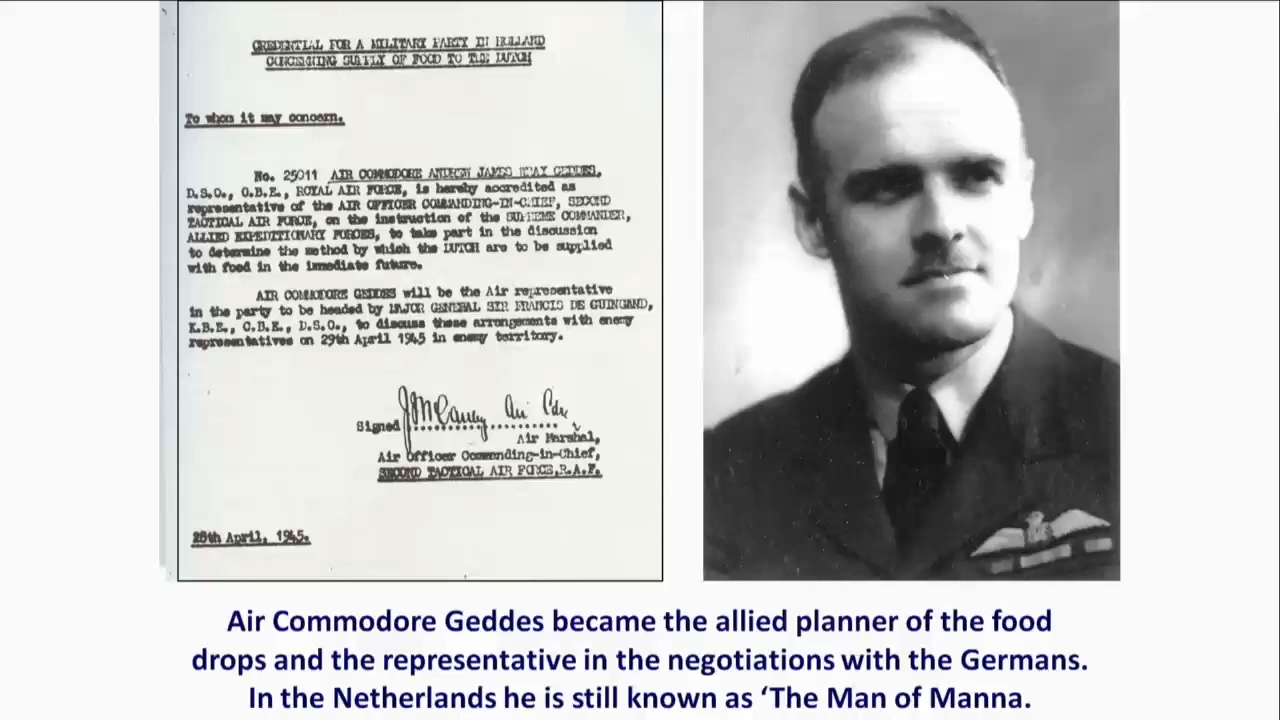 CREDENTIAL FOR A MILITARY PARTY IN HOLLAND
CONCERNING SUPPLY OF FOOD TO THE DUTCH
To whom it may concern.
No. 25011 AIR COMMODORE ANDREW JAMES WRAY GEDDES,
D.S.O., O.B.E., ROYAL AIR FORCE, is hereby accredited as
representative of the AIR OFFICER COMMANDING-IN-CHIEF, SECOND
TACTICAL AIR FORCE, on the instruction of the SUPREME COMMANDER,
ALLIED EXPEDITIONARY FORCES, to take part in the discussion
to determine the method by which the DUTCH are to be supplied
with food in the immediate future.
AIR COMMODORE GEDDES will be the Air representative
in the party to be headed by MAJOR GENERAL SIR FRANCIS DE GUINGAND,
K.B.E., C.B.E., D.S.O., to discuss these arrangements with enemy
representatives on 29th April 1945 in enemy territory.
Signed Air Cdre
Air Marshal,
Air Officer Commanding-in-Chief,
SECOND TACTICAL AIR FORCE, R.A.F.
28th April, 1945.
Air Commodore Geddes became the allied planner of the food
drops and the representative in the negotiations with the Germans.
In the Netherlands he is still known as ‘The Man of Manna.